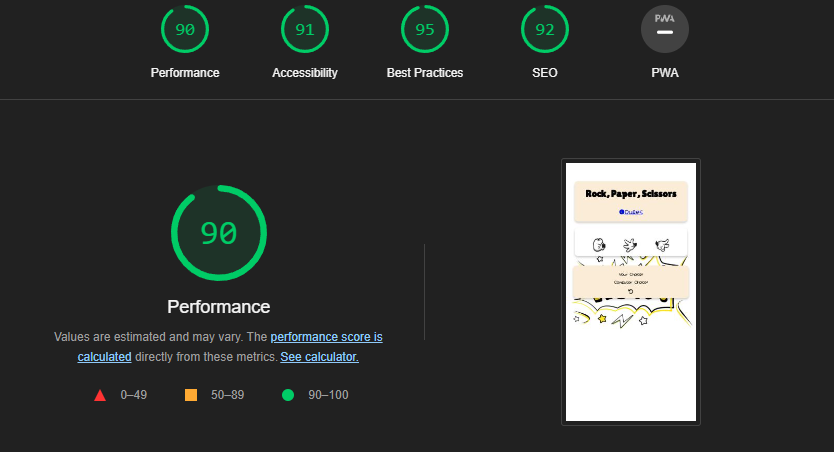 90
91
95
92
PWA
Performance
Accessibility
Best Practices
SEO
PWA
90
Performance
Values are estimated and may vary. The performance score is
calculated directly from these metrics. See calculator.
0–49
50–89
90–100
Rock, Paper, Scissors
Your Choice:
Computer Choice: